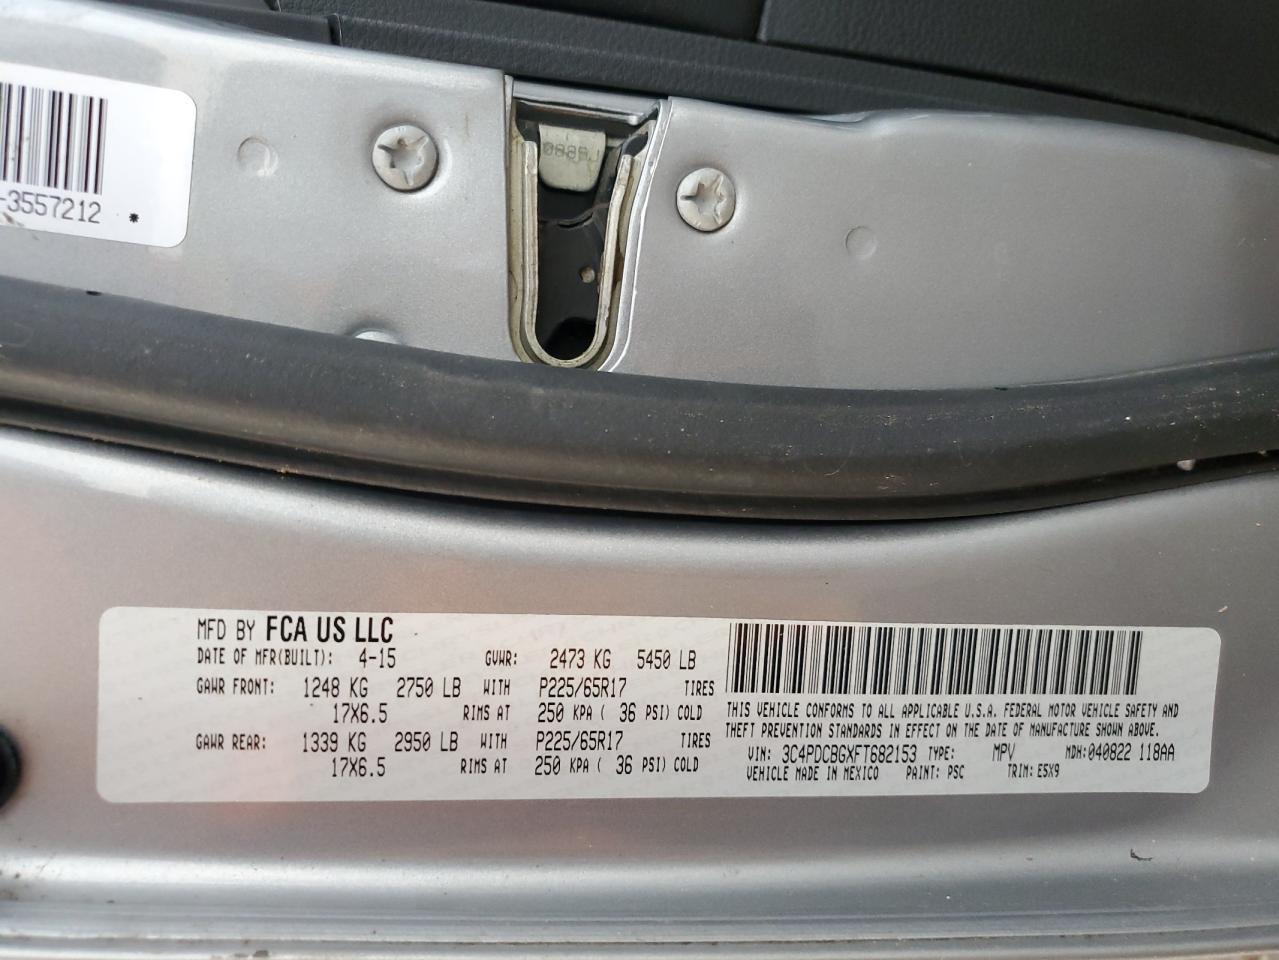 -3557212 *
MFD BY FCA US LLC
DATE OF MFR(BUILT): 4-15 GVWR: 2473 KG 5450 LB
GAWR FRONT: 1248 KG 2750 LB WITH P225/65R17 TIRES
17X6.5 RIMS AT 250 KPA ( 36 PSI) COLD
GAWR REAR: 1339 KG 2950 LB WITH P225/65R17 TIRES
17X6.5 RIMS AT 250 KPA ( 36 PSI) COLD
THIS VEHICLE CONFORMS TO ALL APPLICABLE U.S.A. FEDERAL MOTOR VEHICLE SAFETY AND
THEFT PREVENTION STANDARDS IN EFFECT ON THE DATE OF MANUFACTURE SHOWN ABOVE.
VIN: 3C4PDCBGXFT682153 TYPE: MPV MDH: 040822 118AA
VEHICLE MADE IN MEXICO PAINT: PSC TRIM: E5X9